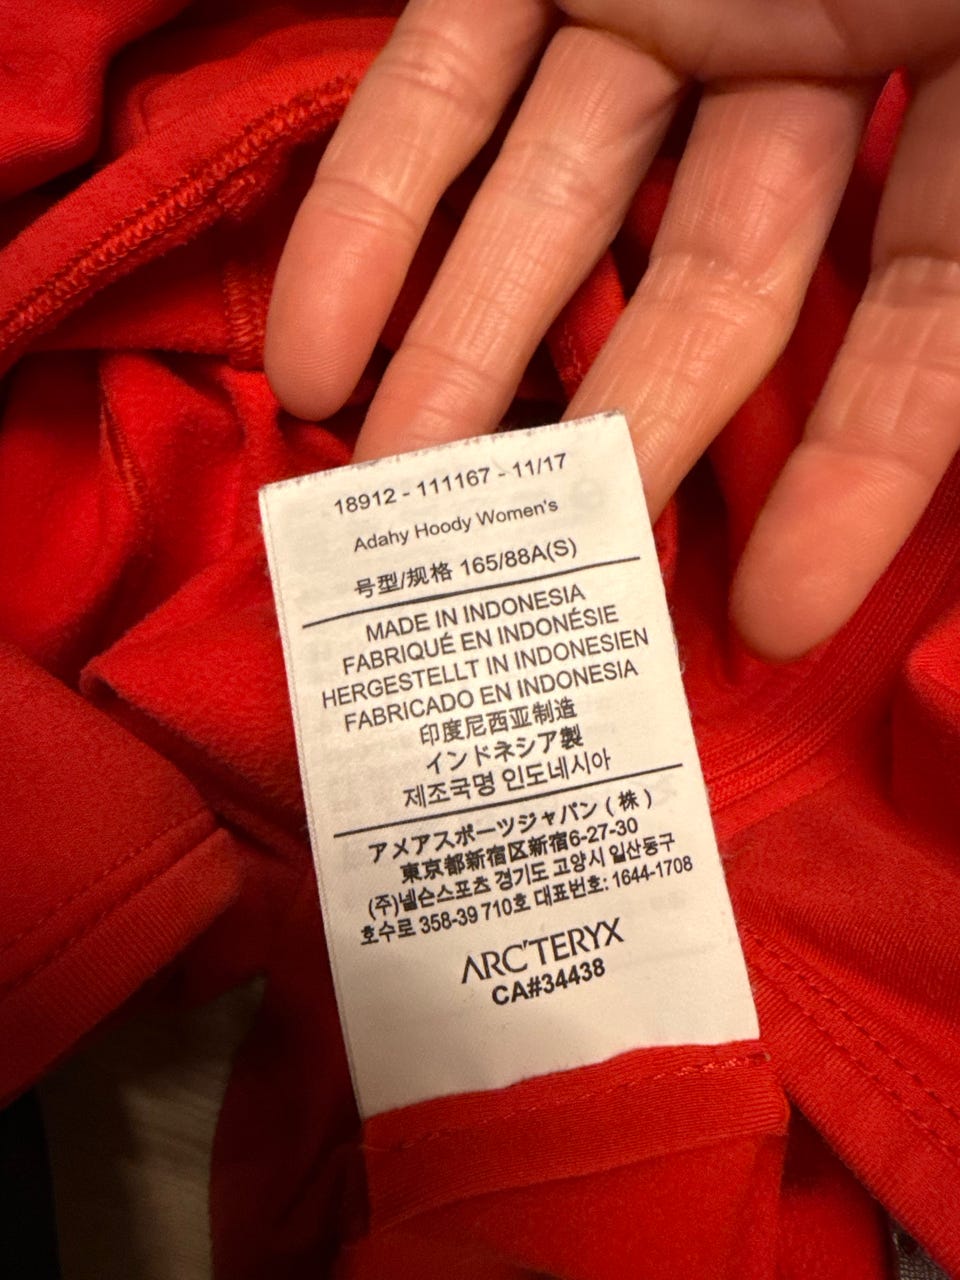 18912 - 111167 - 11/17
Adahy Hoody Women's
号型/规格 165/88A(S)
MADE IN INDONESIA
FABRIQUÉ EN INDONÉSIE
HERGESTELLT IN INDONESIEN
FABRICADO EN INDONESIA
印度尼西亚制造
インドネシア製
제조국명 인도네시아
アメアスポーツジャパン ( 株 )
東京都新宿区新宿6-27-30
(주)넬슨스포츠 경기도 고양시 일산동구
호수로 358-39 710호 대표번호: 1644-1708
ARC'TERYX
CA#34438